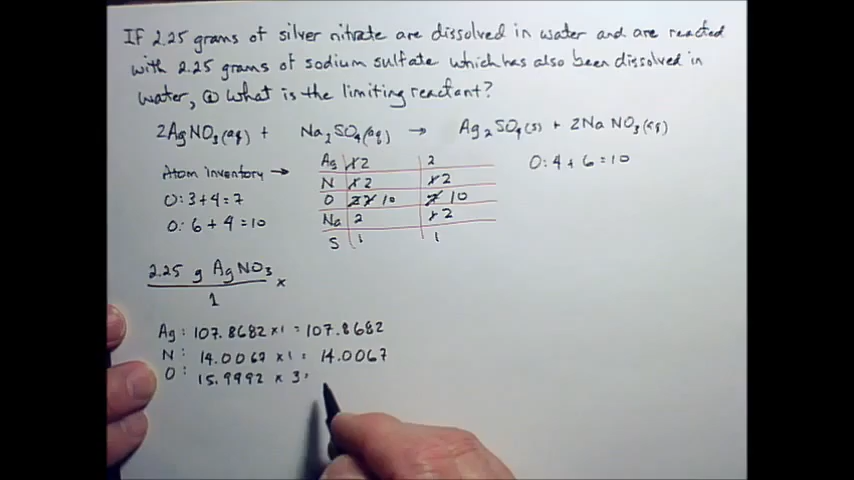 If 2.25 grams of silver nitrate are dissolved in water and are reacted
with 2.25 grams of sodium sulfate which has also been dissolved in
water, ⓐ What is the limiting reactant?
2AgNO₃(aq) + Na₂SO₄(aq) → Ag₂SO₄(s) + 2NaNO₃(aq)
Atom inventory →
Ag 1 2 2
N 1 2 1 2
O 7 10 7 10
Na 2 1 2
S 1 1
O: 4 + 6 = 10
O: 3+4 = 7
O: 6 + 4 = 10
2.25 g AgNO₃ ×
1
Ag: 107.8682 × 1 = 107.8682
N: 14.0067 × 1 = 14.0067
O: 15.9992 × 3 =